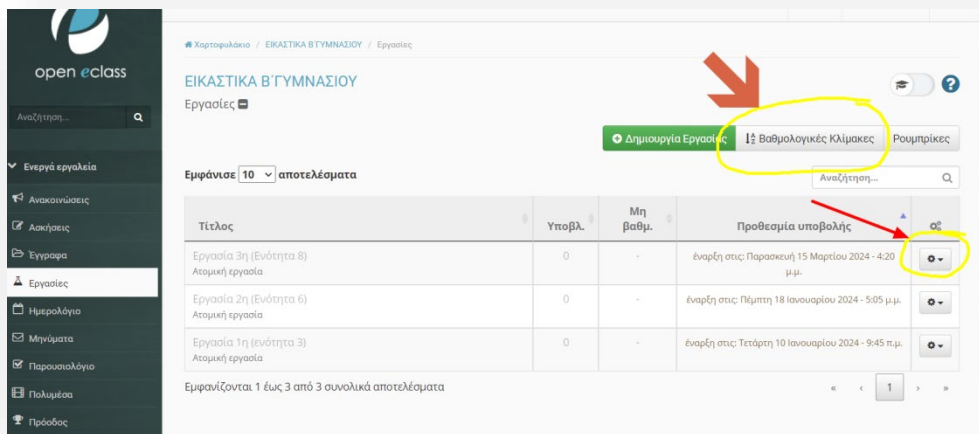 open eclass
Αναζήτηση...
Ενεργά εργαλεία
Ανακοινώσεις
Ασκήσεις
Έγγραφα
Εργασίες
Ημερολόγιο
Μηνύματα
Παρουσιολόγιο
Πολυμέσα
Πρόοδος
Χαρτοφυλάκιο / ΕΙΚΑΣΤΙΚΑ Β΄ΓΥΜΝΑΣΙΟΥ / Εργασίες
ΕΙΚΑΣΤΙΚΑ Β΄ΓΥΜΝΑΣΙΟΥ
Εργασίες
Δημιουργία Εργασίας Βαθμολογικές Κλίμακες Ρουμπρίκες
Εμφάνισε 10 αποτελέσματα
Αναζήτηση...
Τίτλος Υποβλ. Μη βαθμ. Προθεσμία υποβολής
Εργασία 3η (Ενότητα 8) 0 - έναρξη στις: Παρασκευή 15 Μαρτίου 2024 - 4:20 μ.μ.
Ατομική εργασία
Εργασία 2η (Ενότητα 6) 0 - έναρξη στις: Πέμπτη 18 Ιανουαρίου 2024 - 5:05 μ.μ.
Ατομική εργασία
Εργασία 1η (ενότητα 3) 0 - έναρξη στις: Τετάρτη 10 Ιανουαρίου 2024 - 9:45 π.μ.
Ατομική εργασία
Εμφανίζονται 1 έως 3 από 3 συνολικά αποτελέσματα
« ‹ 1 › »